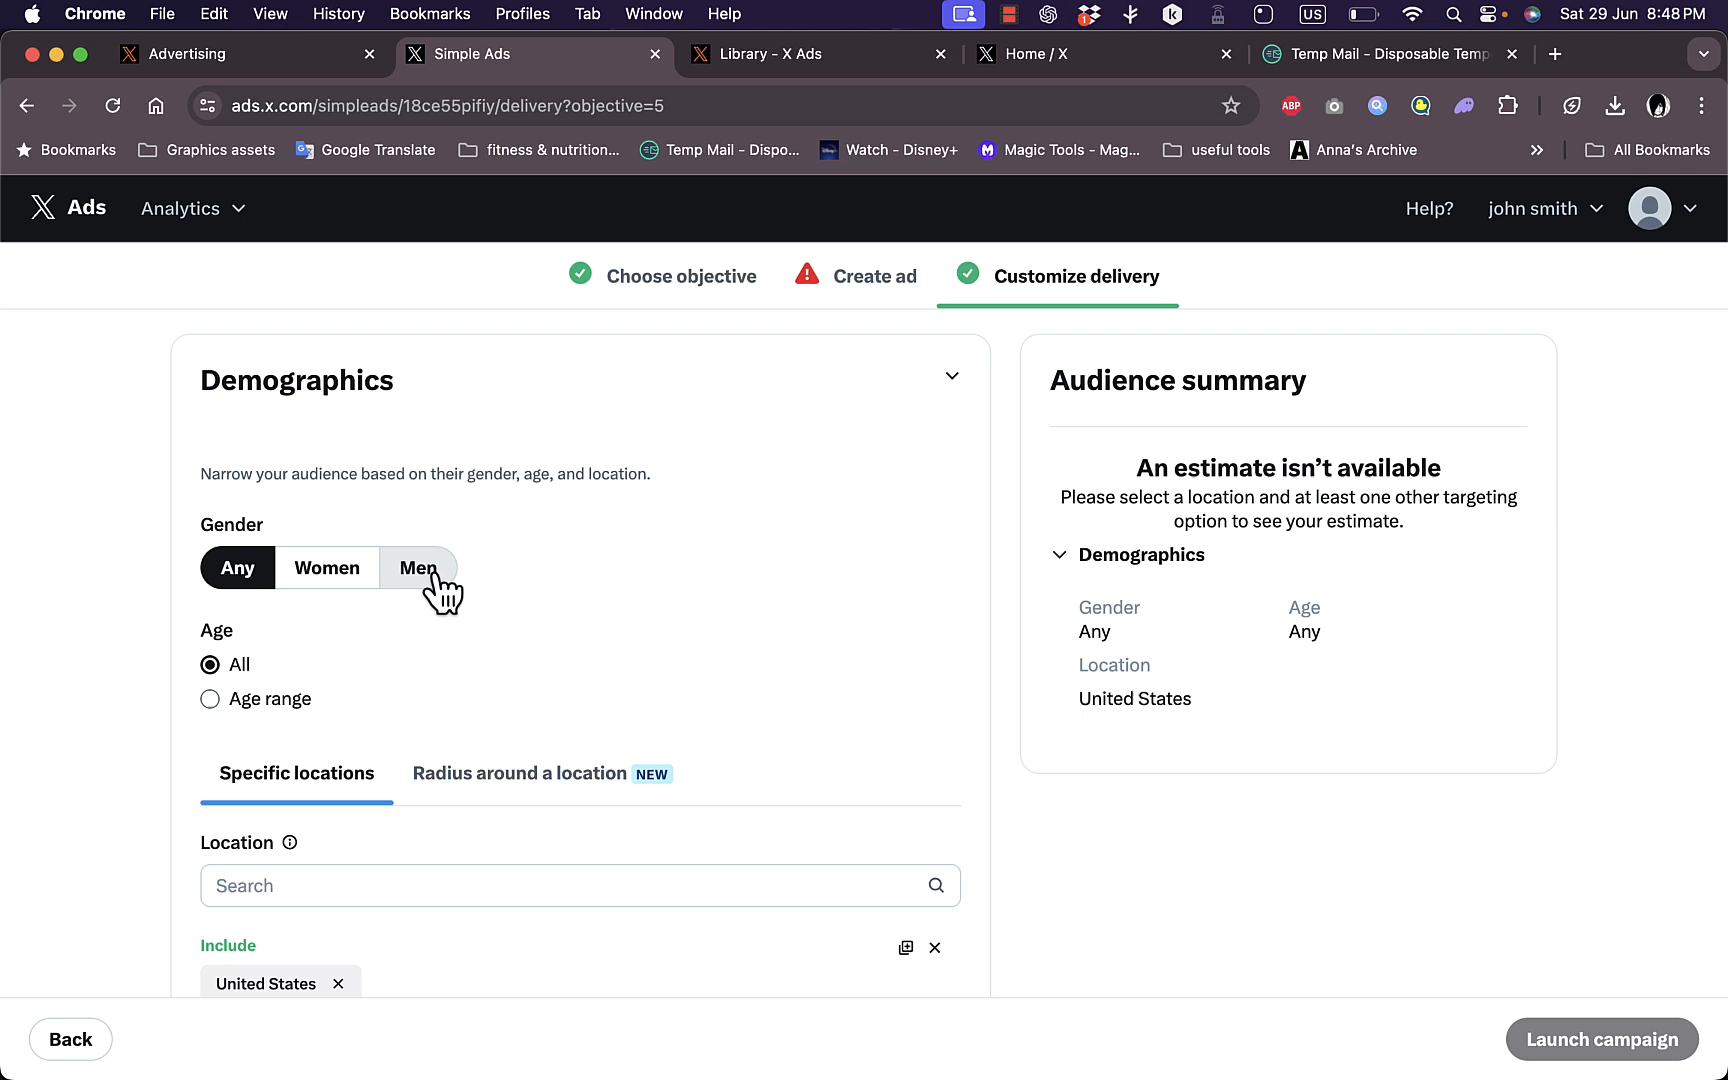 Chrome File Edit View History Bookmarks Profiles Tab Window Help US Sat 29 Jun 8:48 PM
Advertising Simple Ads Library - X Ads Home / X Temp Mail - Disposable Temp
ads.x.com/simpleads/18ce55pifiy/delivery?objective=5 ABP
Bookmarks Graphics assets Google Translate fitness & nutrition... Temp Mail - Dispo... Watch - Disney+ Magic Tools - Mag... useful tools Anna's Archive All Bookmarks
Ads Analytics Help? john smith
Choose objective Create ad Customize delivery
Demographics
Narrow your audience based on their gender, age, and location.
Gender
Any Women Men
Age
All
Age range
Specific locations Radius around a location NEW
Location
Search
Include
United States
Audience summary
An estimate isn't available
Please select a location and at least one other targeting
option to see your estimate.
Demographics
Gender Age
Any Any
Location
United States
Back Launch campaign